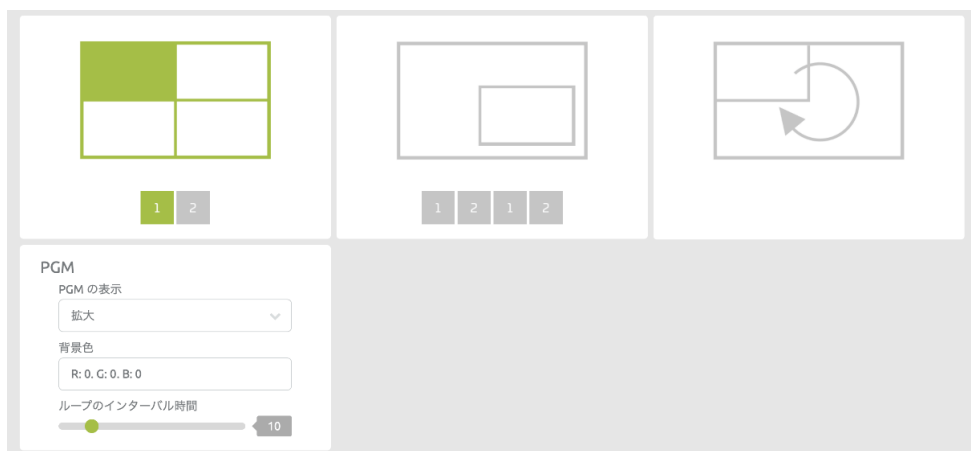 1 2
1 2 1 2
PGM
PGM の表示
拡大
背景色
R: 0. G: 0. B: 0
ループのインターバル時間
10